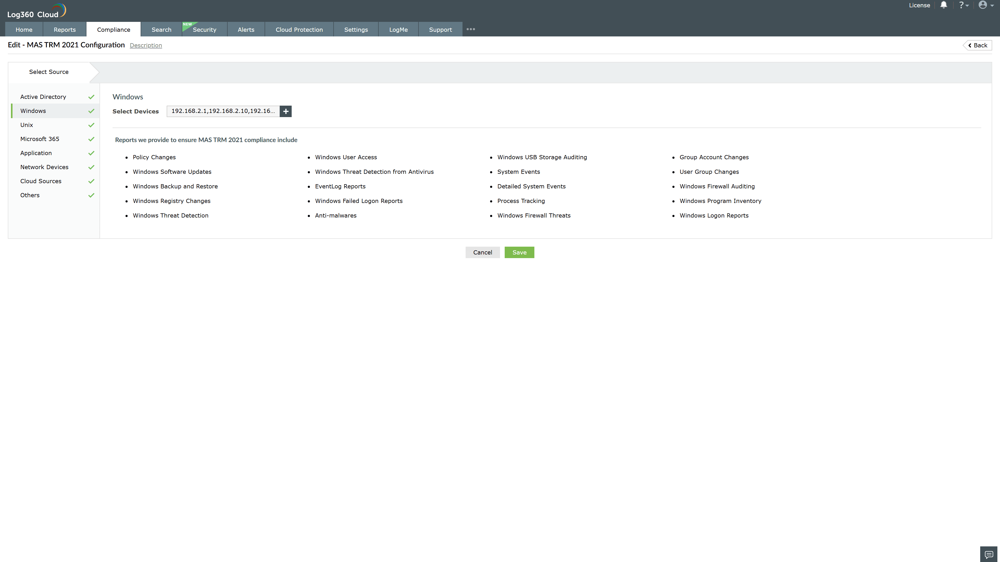 Log360 Cloud
License
?
Home
Reports
Compliance
Search
NEW
Security
Alerts
Cloud Protection
Settings
LogMe
Support
Edit - MAS TRM 2021 Configuration
Description
Back
Select Source
Active Directory
Windows
Unix
Microsoft 365
Application
Network Devices
Cloud Sources
Others
Windows
Select Devices
192.168.2.1,192.168.2.10,192.16...
Reports we provide to ensure MAS TRM 2021 compliance include
Policy Changes
Windows User Access
Windows USB Storage Auditing
Group Account Changes
Windows Software Updates
Windows Threat Detection from Antivirus
System Events
User Group Changes
Windows Backup and Restore
EventLog Reports
Detailed System Events
Windows Firewall Auditing
Windows Registry Changes
Windows Failed Logon Reports
Process Tracking
Windows Program Inventory
Windows Threat Detection
Anti-malwares
Windows Firewall Threats
Windows Logon Reports
Cancel
Save